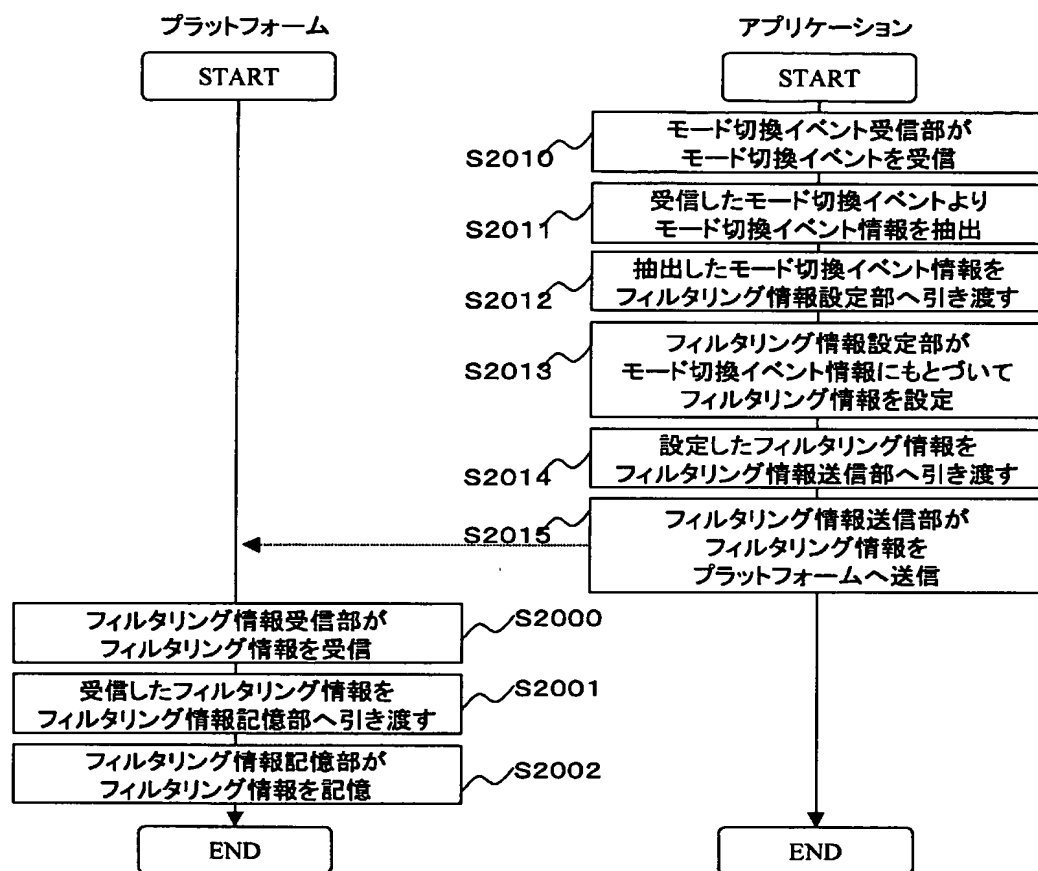 プラットフォーム
アプリケーション
START
START
S2010
モード切換イベント受信部が
モード切換イベントを受信
S2011
受信したモード切換イベントより
モード切換イベント情報を抽出
S2012
抽出したモード切換イベント情報を
フィルタリング情報設定部へ引き渡す
S2013
フィルタリング情報設定部が
モード切換イベント情報にもとづいて
フィルタリング情報を設定
S2014
設定したフィルタリング情報を
フィルタリング情報送信部へ引き渡す
S2015
フィルタリング情報送信部が
フィルタリング情報を
プラットフォームへ送信
フィルタリング情報受信部が
フィルタリング情報を受信
S2000
受信したフィルタリング情報を
フィルタリング情報記憶部へ引き渡す
S2001
フィルタリング情報記憶部が
フィルタリング情報を記憶
S2002
END
END